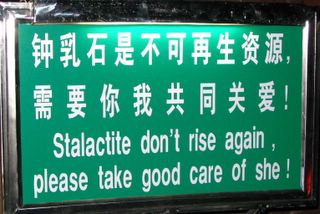 钟乳石是不可再生资源,
需要你我共同关爱!
Stalactite don't rise again,
please take good care of she!